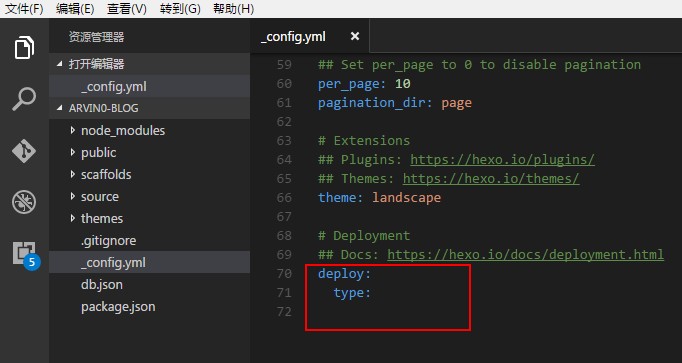 文件(F) 编辑(E) 查看(V) 转到(G) 帮助(H)
资源管理器
打开编辑器
_config.yml
ARVIN0-BLOG
node_modules
public
scaffolds
source
themes
.gitignore
_config.yml
db.json
package.json
5
_config.yml ×
59 ## Set per_page to 0 to disable pagination
60 per_page: 10
61 pagination_dir: page
62
63 # Extensions
64 ## Plugins: https://hexo.io/plugins/
65 ## Themes: https://hexo.io/themes/
66 theme: landscape
67
68 # Deployment
69 ## Docs: https://hexo.io/docs/deployment.html
70 deploy:
71   type:
72